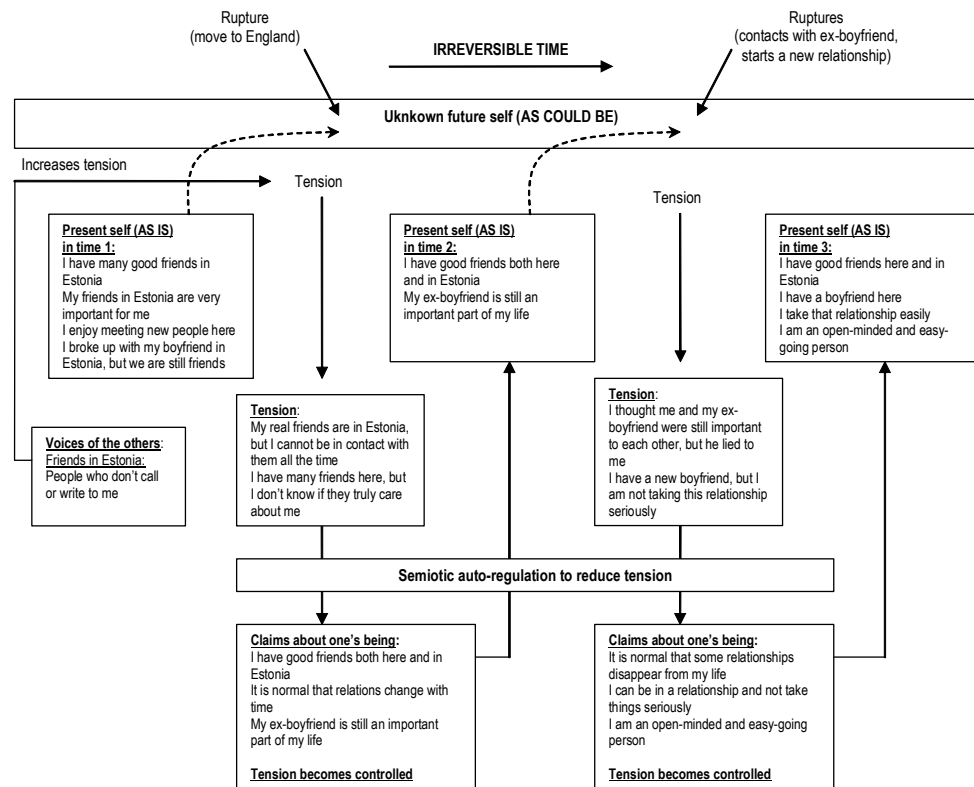 Rupture
(move to England)
IRREVERSIBLE TIME
Ruptures
(contacts with ex-boyfriend,
starts a new relationship)
Uknkown future self (AS COULD BE)
Increases tension
Tension
Tension
Present self (AS IS)
in time 1:
I have many good friends in
Estonia
My friends in Estonia are very
important for me
I enjoy meeting new people here
I broke up with my boyfriend in
Estonia, but we are still friends
Present self (AS IS)
in time 2:
I have good friends both here
and in Estonia
My ex-boyfriend is still an
important part of my life
Present self (AS IS)
in time 3:
I have good friends here and in
Estonia
I have a boyfriend here
I take that relationship easily
I am an open-minded and easy-
going person
Voices of the others:
Friends in Estonia:
People who don't call
or write to me
Tension:
My real friends are in Estonia,
but I cannot be in contact with
them all the time
I have many friends here, but
I don't know if they truly care
about me
Tension:
I thought me and my ex-
boyfriend were still important
to each other, but he lied to
me
I have a new boyfriend, but I
am not taking this relationship
seriously
Semiotic auto-regulation to reduce tension
Claims about one's being:
I have good friends both here and in
Estonia
It is normal that relations change with
time
My ex-boyfriend is still an important
part of my life
Tension becomes controlled
Claims about one's being:
It is normal that some relationships
disappear from my life
I can be in a relationship and not take
things seriously
I am an open-minded and easy-going
person
Tension becomes controlled